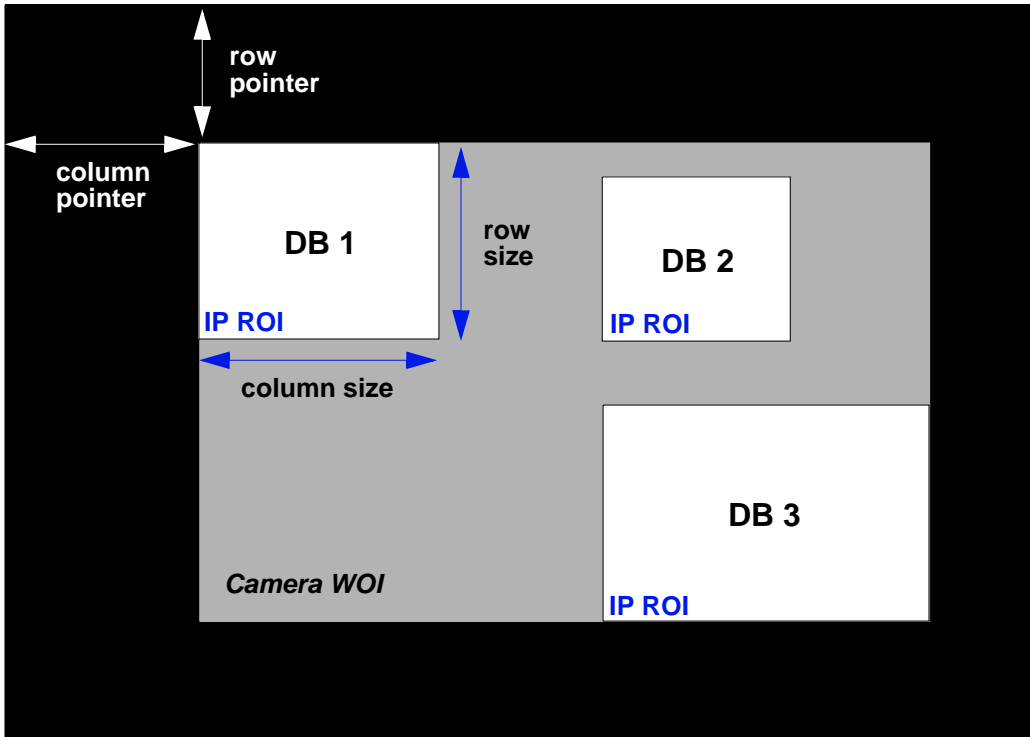 row
pointer
column
pointer
DB 1
row
size
DB 2
IP ROI
IP ROI
column size
DB 3
Camera WOI
IP ROI